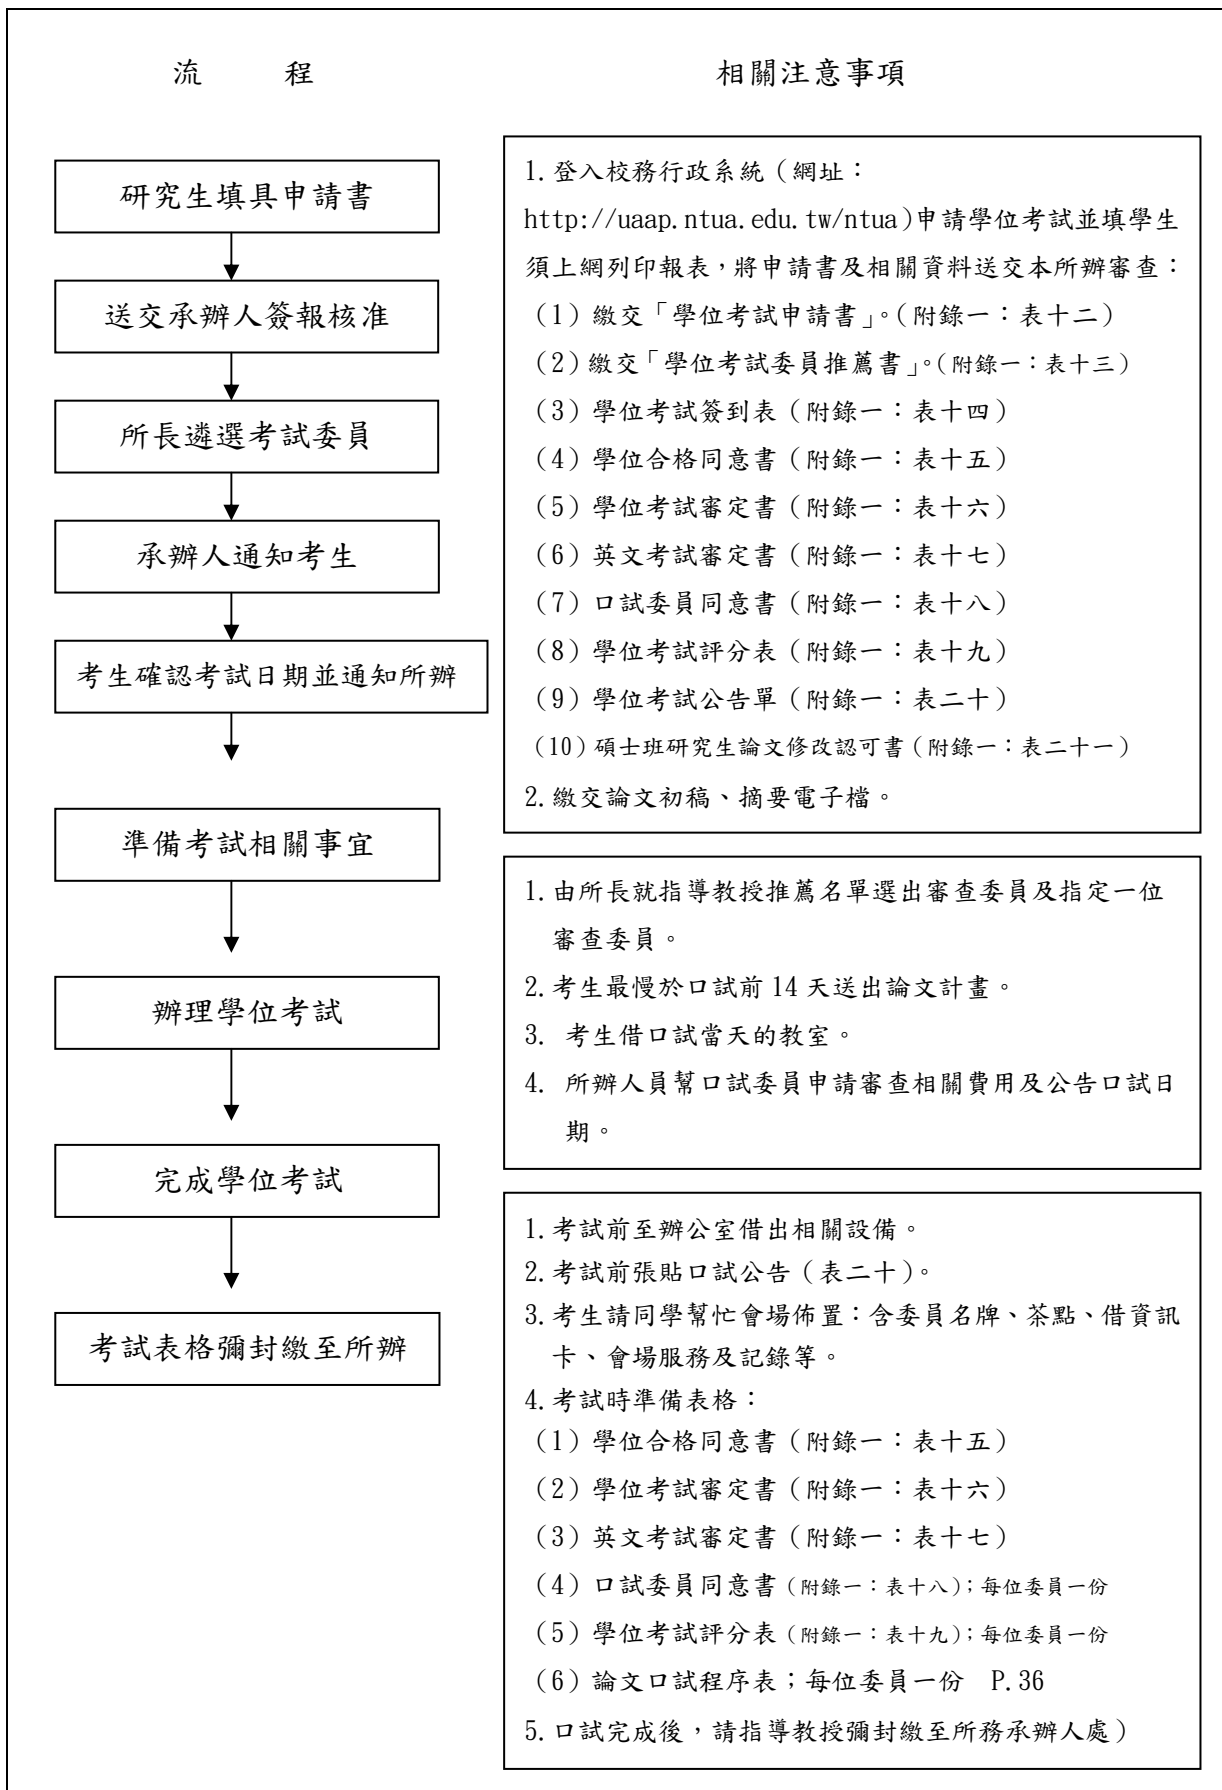 流 程
相關注意事項
研究生填具申請書
送交承辦人簽報核准
所長遴選考試委員
承辦人通知考生
考生確認考試日期並通知所辦
準備考試相關事宜
辦理學位考試
完成學位考試
考試表格彌封繳至所辦
1.登入校務行政系統（網址：
http://uaap.ntua.edu.tw/ntua)申請學位考試並填學生
須上網列印報表，將申請書及相關資料送交本所辦審查：
（1）繳交「學位考試申請書」。（附錄一：表十二）
（2）繳交「學位考試委員推薦書」。（附錄一：表十三）
（3）學位考試簽到表（附錄一：表十四）
（4）學位合格同意書（附錄一：表十五）
（5）學位考試審定書（附錄一：表十六）
（6）英文考試審定書（附錄一：表十七）
（7）口試委員同意書（附錄一：表十八）
（8）學位考試評分表（附錄一：表十九）
（9）學位考試公告單（附錄一：表二十）
（10）碩士班研究生論文修改認可書（附錄一：表二十一）
2.繳交論文初稿、摘要電子檔。
1.由所長就指導教授推薦名單選出審查委員及指定一位
審查委員。
2.考生最慢於口試前 14 天送出論文計畫。
3. 考生借口試當天的教室。
4. 所辦人員幫口試委員申請審查相關費用及公告口試日
期。
1.考試前至辦公室借出相關設備。
2.考試前張貼口試公告（表二十）。
3.考生請同學幫忙會場佈置：含委員名牌、茶點、借資訊
卡、會場服務及記錄等。
4.考試時準備表格：
（1）學位合格同意書（附錄一：表十五）
（2）學位考試審定書（附錄一：表十六）
（3）英文考試審定書（附錄一：表十七）
（4）口試委員同意書（附錄一：表十八）；每位委員一份
（5）學位考試評分表（附錄一：表十九）；每位委員一份
（6）論文口試程序表；每位委員一份 P.36
5.口試完成後，請指導教授彌封繳至所務承辦人處）